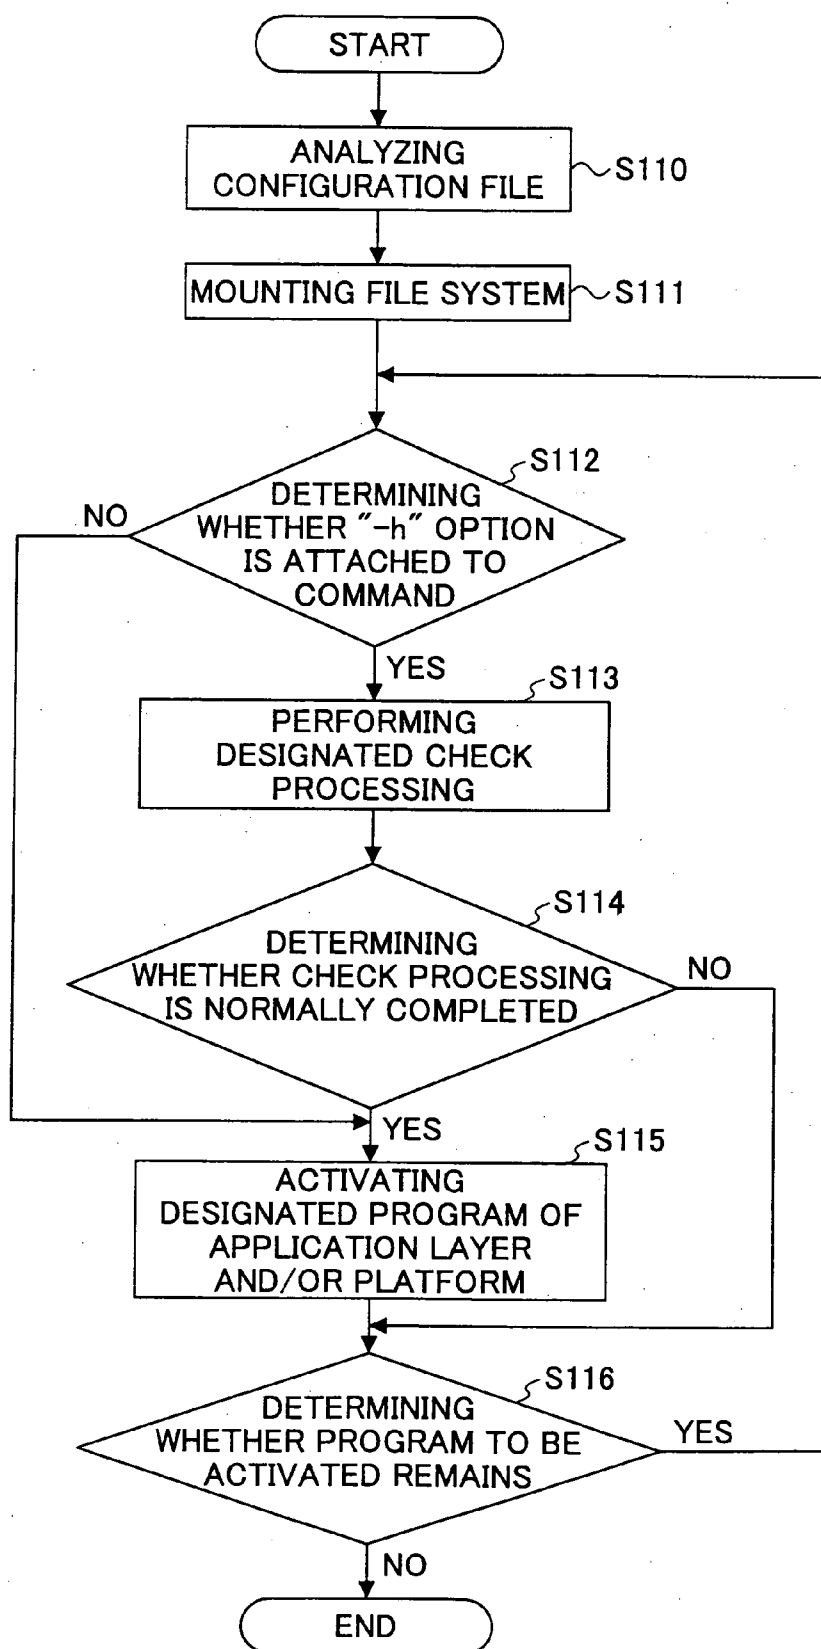 START
ANALYZING
CONFIGURATION FILE
S110
MOUNTING FILE SYSTEM
S111
S112
DETERMINING
WHETHER "-h" OPTION
IS ATTACHED TO
COMMAND
NO
YES
S113
PERFORMING
DESIGNATED CHECK
PROCESSING
S114
DETERMINING
WHETHER CHECK PROCESSING
IS NORMALLY COMPLETED
NO
YES
S115
ACTIVATING
DESIGNATED PROGRAM OF
APPLICATION LAYER
AND/OR PLATFORM
S116
DETERMINING
WHETHER PROGRAM TO BE
ACTIVATED REMAINS
YES
NO
END